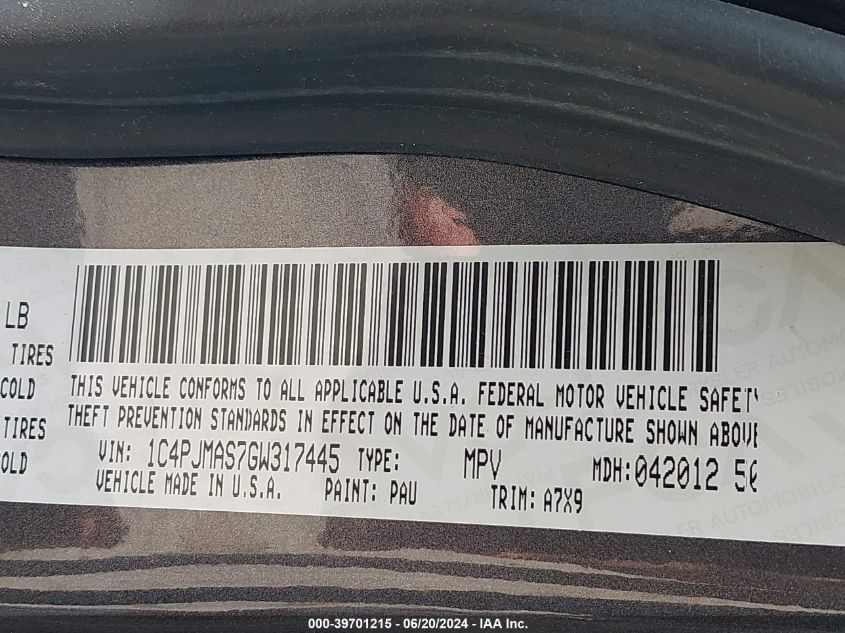 LB
TIRES
COLD
TIRES
OLD
THIS VEHICLE CONFORMS TO ALL APPLICABLE U.S.A. FEDERAL MOTOR VEHICLE SAFETY
THEFT PREVENTION STANDARDS IN EFFECT ON THE DATE OF MANUFACTURE SHOWN ABOVE
VIN: 1C4PJMAS7GW317445 TYPE: MPV MDH:042012 50
VEHICLE MADE IN U.S.A. PAINT: PAU TRIM: A7X9
000-39701215 - 06/20/2024 - IAA Inc.